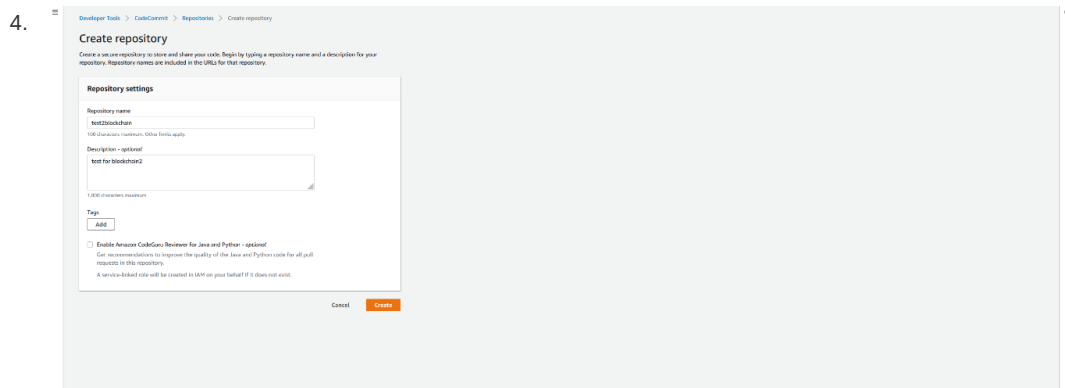 4.
Developer Tools > CodeCommit > Repositories > Create repository
Create repository
Create a secure repository to store and share your code. Begin by typing a repository name and a description for your
repository. Repository names are included in the URLs for that repository.
Repository settings
Repository name
test2blockchain
100 characters maximum. Other limits apply.
Description - optional
test for blockchain2
1,000 characters maximum
Tags
Add
Enable Amazon CodeGuru Reviewer for Java and Python - optional
Get recommendations to improve the quality of the Java and Python code for all pull
requests in this repository.
A service-linked role will be created in IAM on your behalf if it does not exist.
Cancel
Create